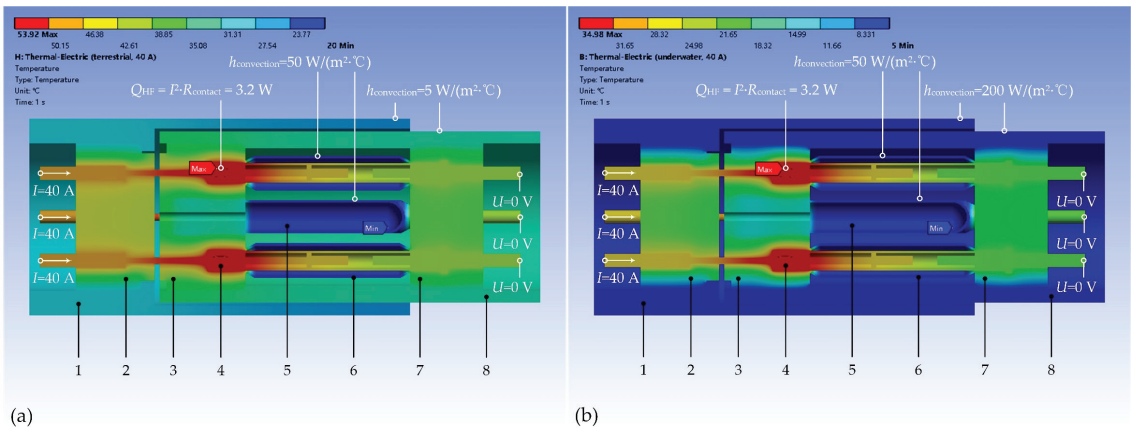 53.92 Max 46.38 38.85 31.31 23.77
50.15 42.61 35.08 27.54 20 Min
H: Thermal-Electric (terrestrial, 40 A)
Temperature
Type: Temperature
Unit: °C
Time: 1 s
hconvection=50 W/(m²·°C)
QHF = I²·Rcontact = 3.2 W
hconvection=5 W/(m²·°C)
hconvection=50 W/(m²·°C)
Max
I=40 A
U=0 V
Min
I=40 A
U=0 V
I=40 A
U=0 V
1 2 3 4 5 6 7 8
(a)
34.98 Max 28.32 21.65 14.99 8.331
31.65 24.98 18.32 11.66 5 Min
B: Thermal-Electric (underwater, 40 A)
Temperature
Type: Temperature
Unit: °C
Time: 1 s
hconvection=50 W/(m²·°C)
QHF = I²·Rcontact = 3.2 W
hconvection=200 W/(m²·°C)
hconvection=50 W/(m²·°C)
Max
I=40 A
U=0 V
Min
I=40 A
U=0 V
I=40 A
U=0 V
1 2 3 4 5 6 7 8
(b)